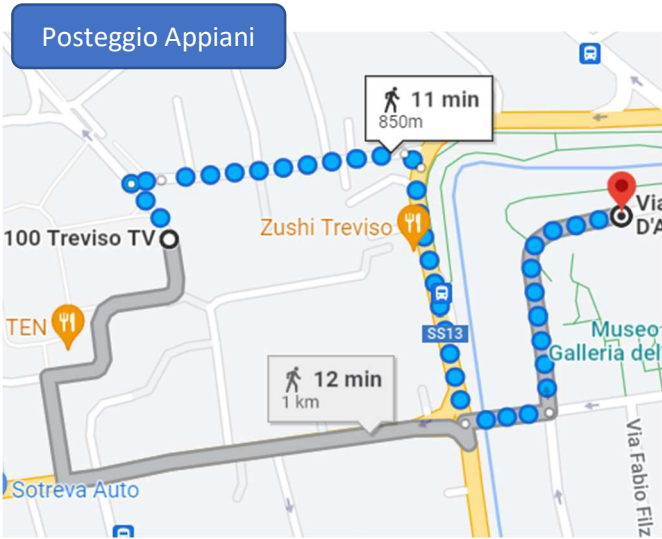 Posteggio Appiani
11 min
850m
Via
D'A
100 Treviso TV
Zushi Treviso
TEN
SS13
Museo
Galleria del
12 min
1 km
Via Fabio Filz
Sotreva Auto